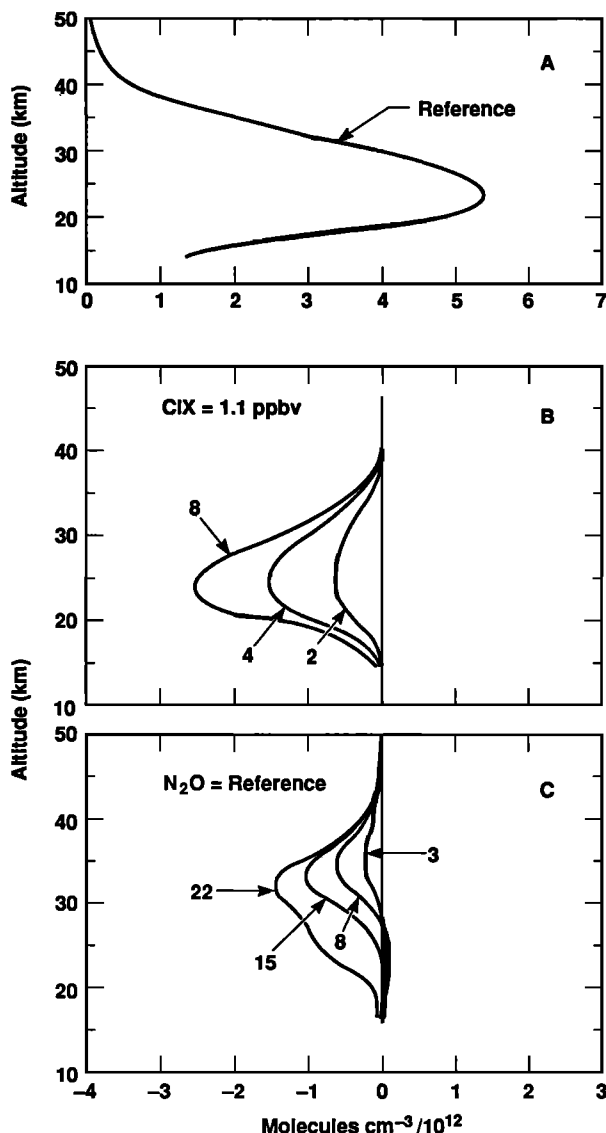 50
A
40
Reference
30
20
10
0 1 2 3 4 5 6 7
Altitude (km)
50
ClX = 1.1 ppbv
B
40
8
30
20
4
2
10
Altitude (km)
50
N₂O = Reference
C
40
3
22
30
15
8
20
10
−4 −3 −2 −1 0 1 2 3
Molecules cm⁻³/10¹²